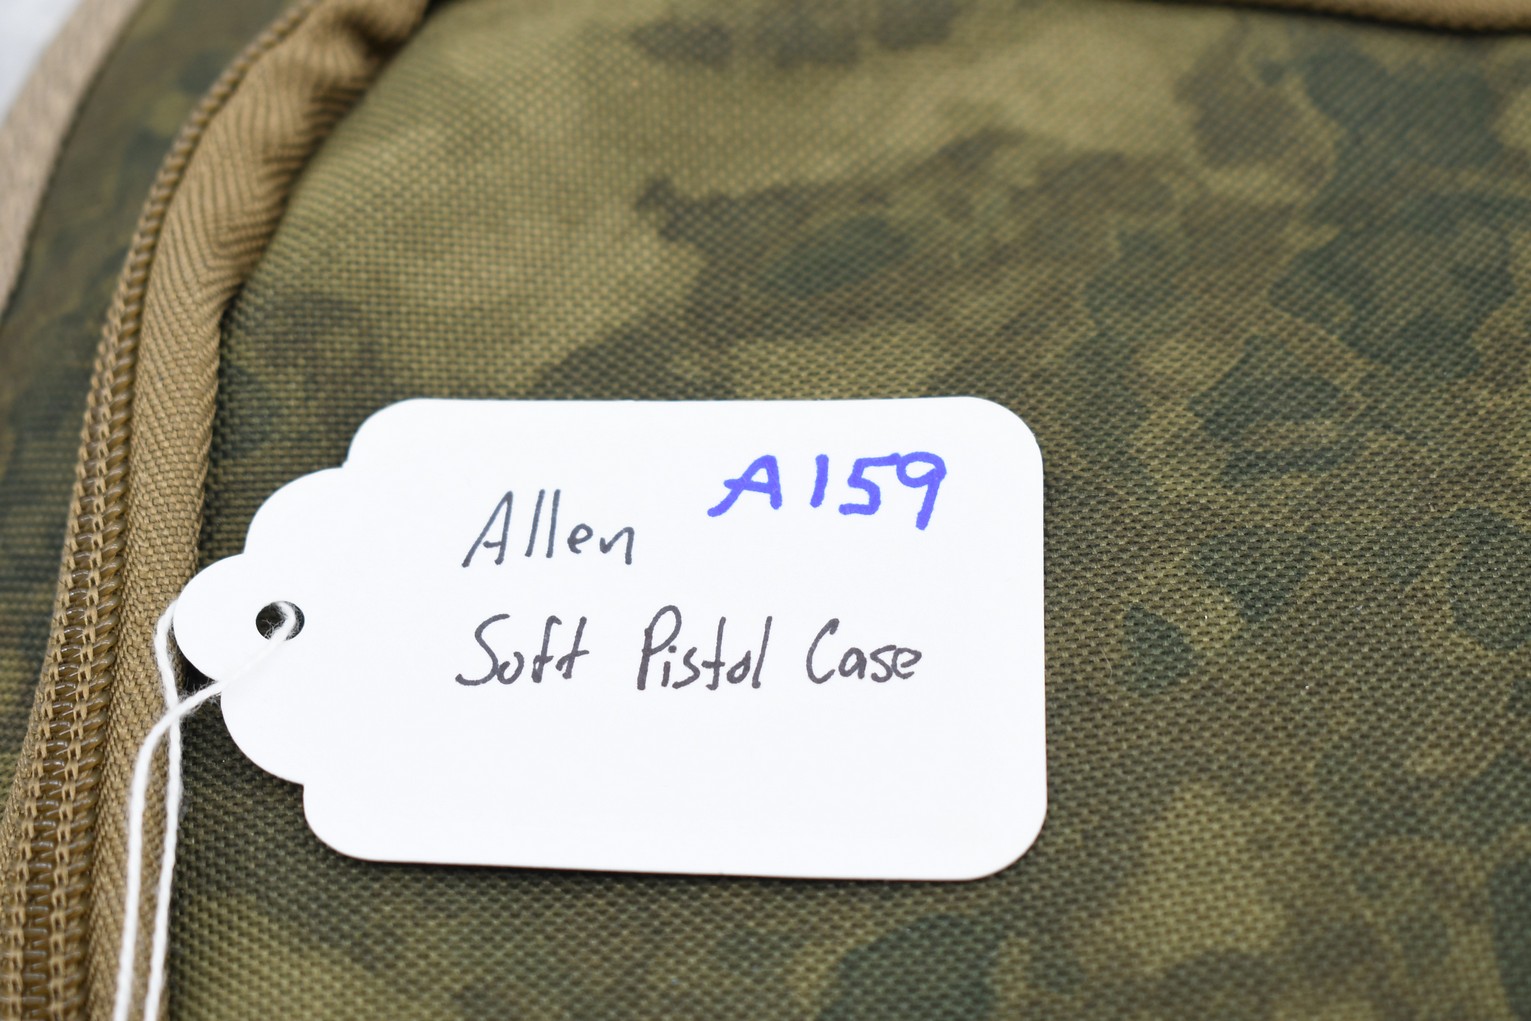 A159
Allen
Soft Pistol Case